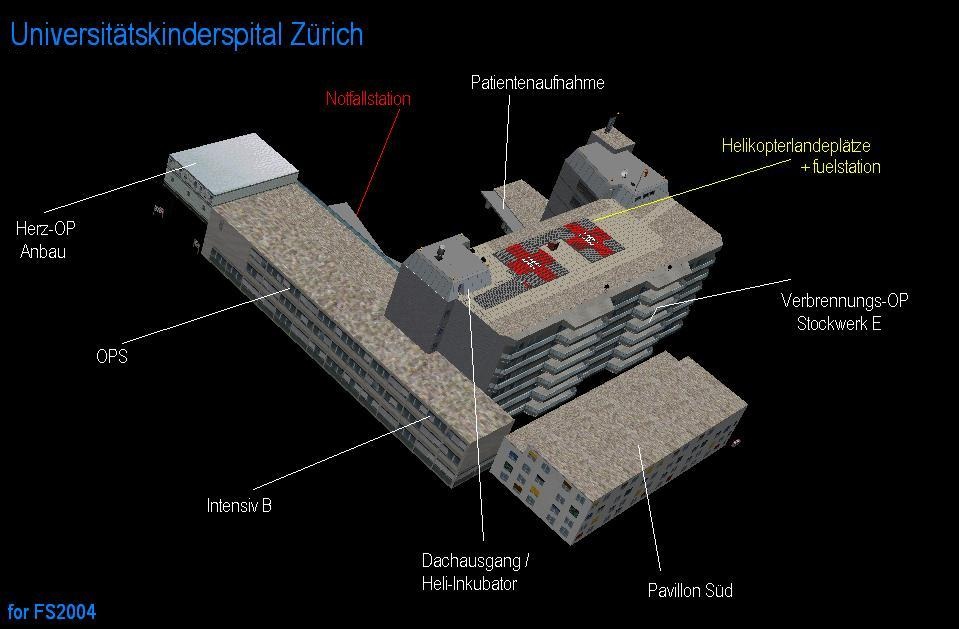 Universitätskinderspital Zürich
Patientenaufnahme
Notfallstation
Helikopterlandeplätze
+fuelstation
Herz-OP
Anbau
Verbrennungs-OP
Stockwerk E
OPS
Intensiv B
Dachausgang /
Heli-Inkubator
Pavillon Süd
for FS2004